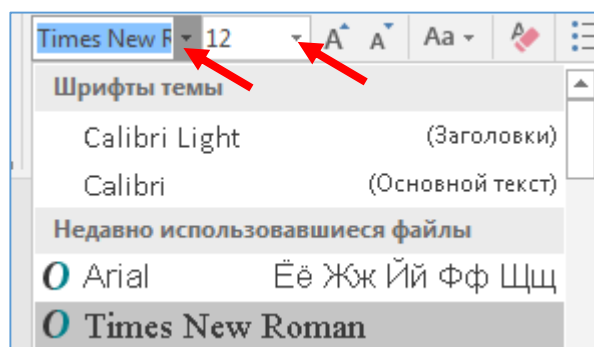 Times New R 12 A A Aa
Шрифты темы
Calibri Light (Заголовки)
Calibri (Основной текст)
Недавно использовавшиеся файлы
O Arial Ёё Жж Йй Фф Щщ
O Times New Roman